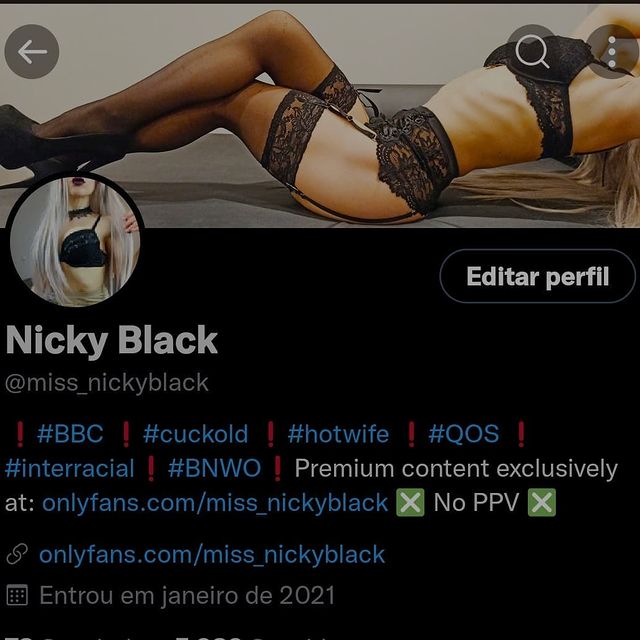 Editar perfil
Nicky Black
@miss_nickyblack
❗ #BBC ❗ #cuckold ❗ #hotwife ❗ #QOS ❗
#interracial ❗ #BNWO ❗ Premium content exclusively
at: onlyfans.com/miss_nickyblack ❎ No PPV ❎
onlyfans.com/miss_nickyblack
Entrou em janeiro de 2021